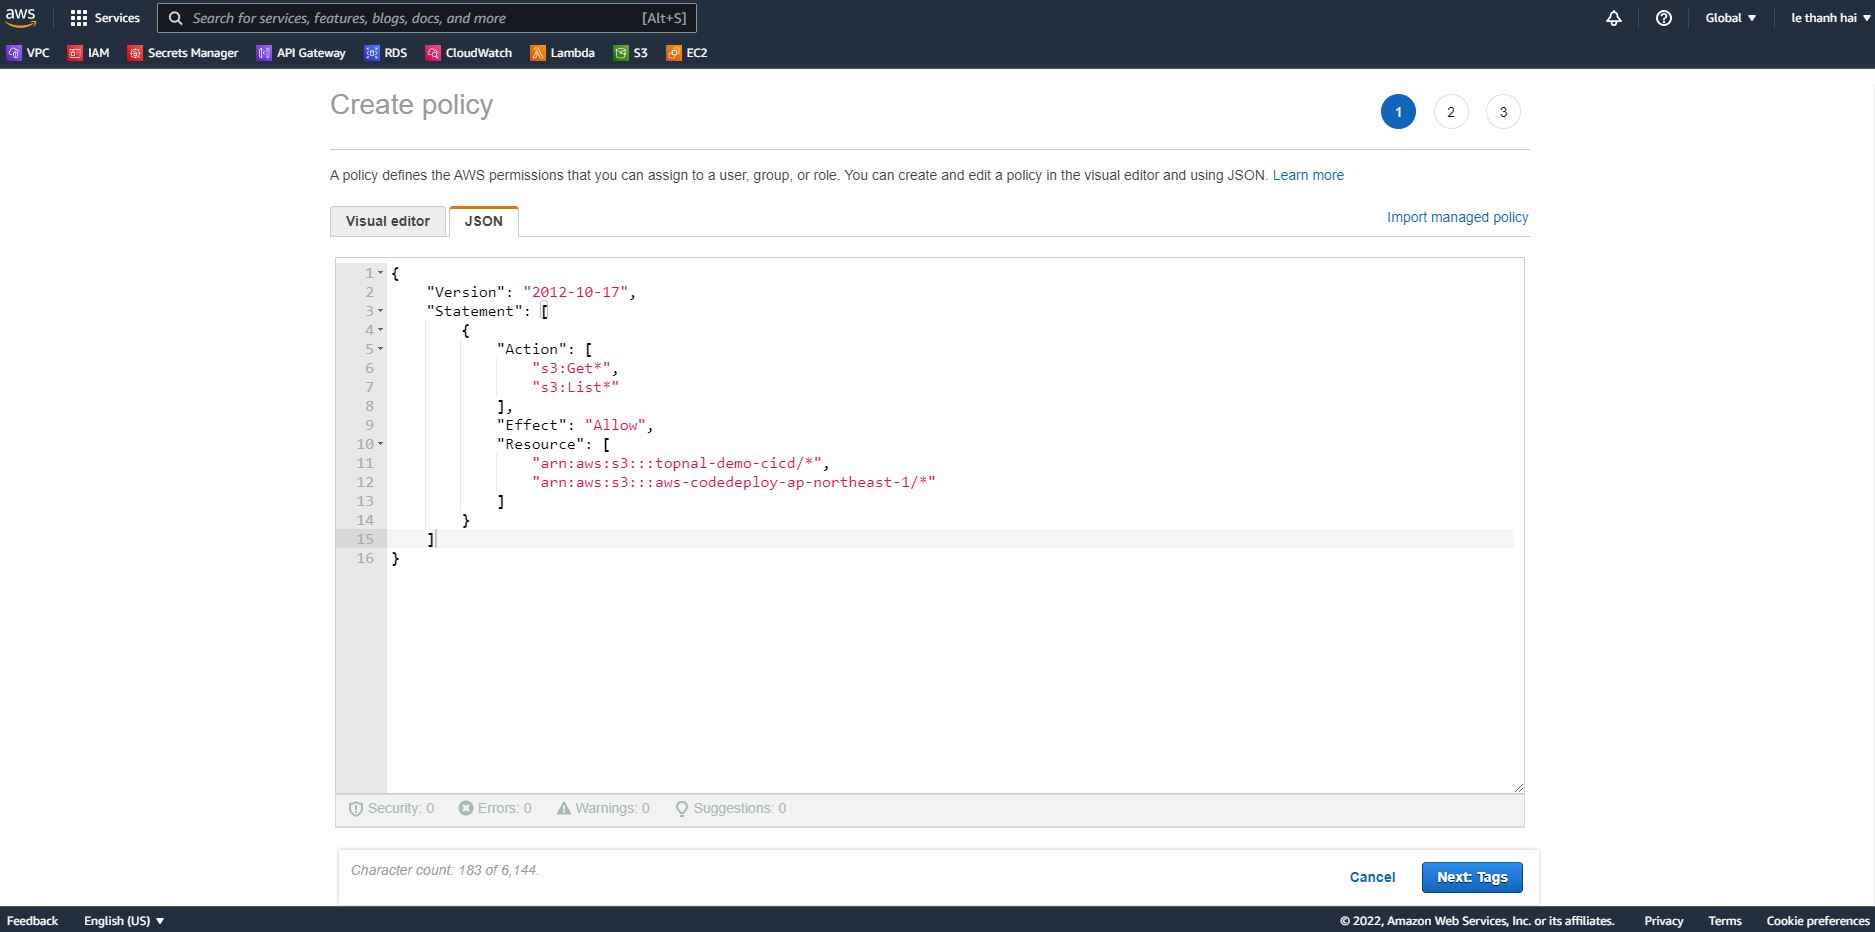 aws Services Search for services, features, blogs, docs, and more [Alt+S] Global le thanh hai
VPC IAM Secrets Manager API Gateway RDS CloudWatch Lambda S3 EC2
Create policy
1 2 3
A policy defines the AWS permissions that you can assign to a user, group, or role. You can create and edit a policy in the visual editor and using JSON. Learn more
Visual editor JSON Import managed policy
1 {
2 "Version": "2012-10-17",
3 "Statement": [
4 {
5 "Action": [
6 "s3:Get*",
7 "s3:List*"
8 ],
9 "Effect": "Allow",
10 "Resource": [
11 "arn:aws:s3:::topnal-demo-cicd/*",
12 "arn:aws:s3:::aws-codedeploy-ap-northeast-1/*"
13 ]
14 }
15 ]
16 }
Security: 0 Errors: 0 Warnings: 0 Suggestions: 0
Character count: 183 of 6,144.
Cancel Next: Tags
Feedback English (US) © 2022, Amazon Web Services, Inc. or its affiliates. Privacy Terms Cookie preferences